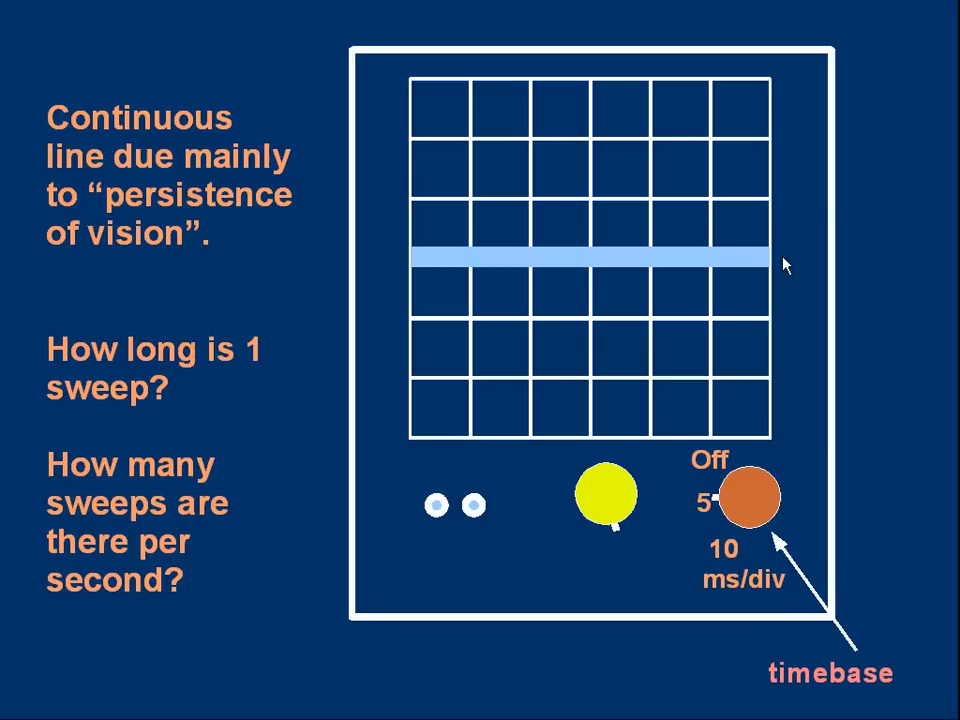 Continuous
line due mainly
to “persistence
of vision”.
How long is 1
sweep?
How many
sweeps are
there per
second?
Off
5
10
ms/div
timebase